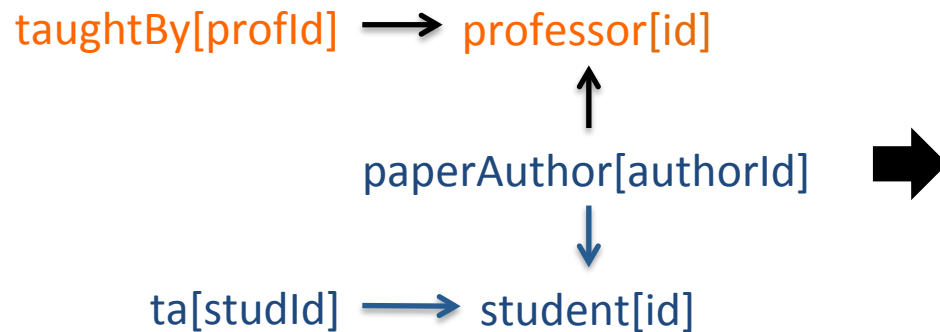 taughtBy[profId] professor[id]
paperAuthor[authorId]
ta[studId] student[id]